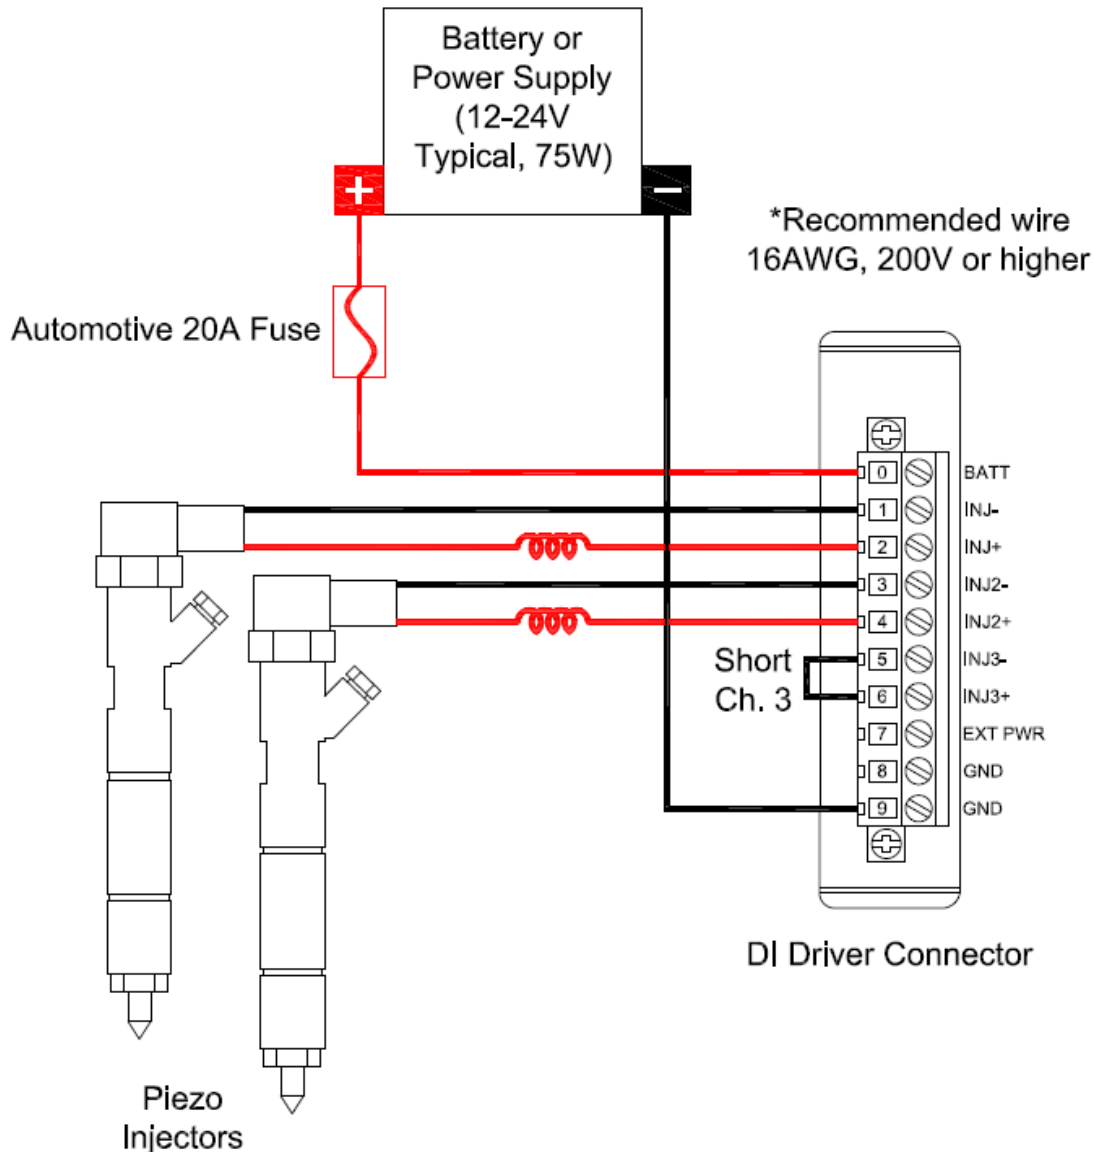 Battery or
Power Supply
(12-24V
Typical, 75W)
+
-
*Recommended wire
16AWG, 200V or higher
Automotive 20A Fuse
0 BATT
1 INJ-
2 INJ+
3 INJ2-
4 INJ2+
5 INJ3-
6 INJ3+
7 EXT PWR
8 GND
9 GND
Short
Ch. 3
DI Driver Connector
Piezo
Injectors